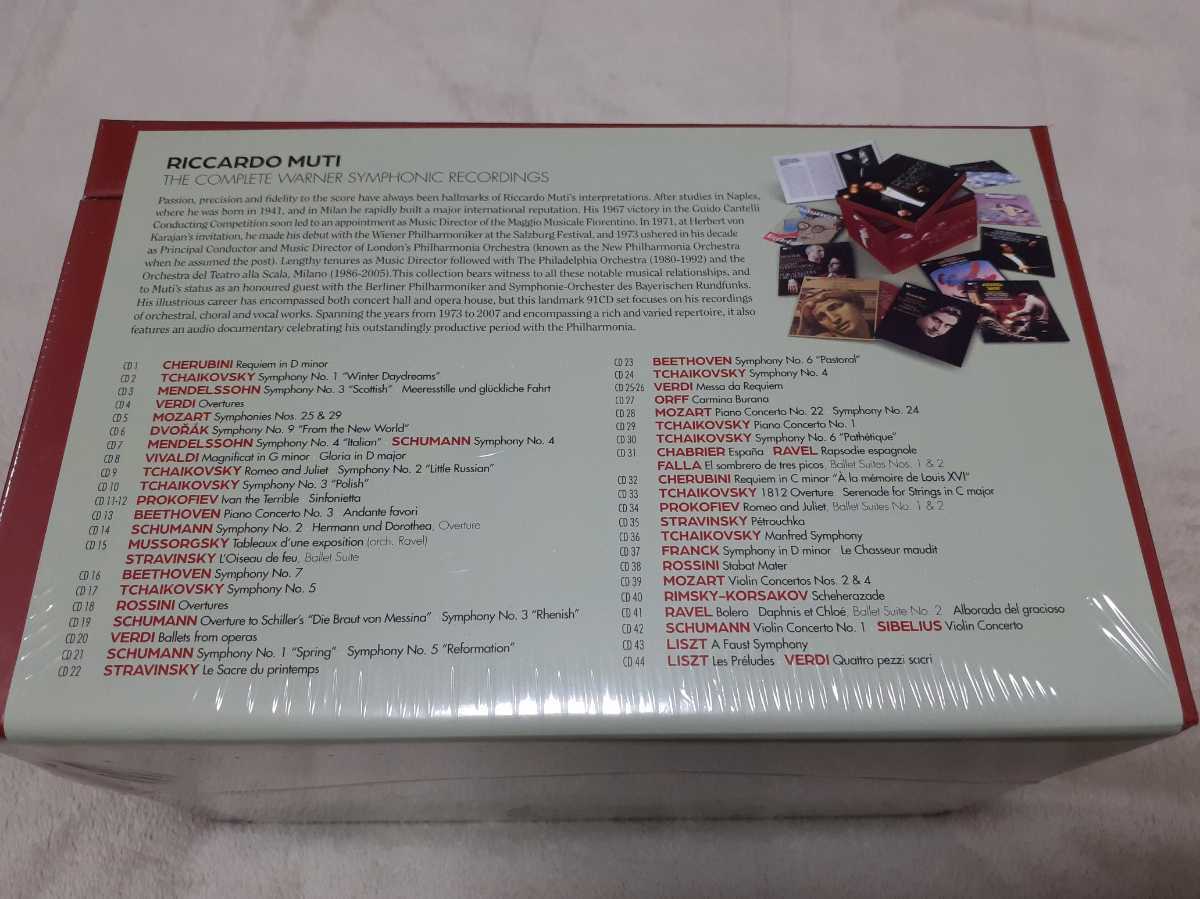 RICCARDO MUTI
THE COMPLETE WARNER SYMPHONIC RECORDINGS
Passion, precision and fidelity to the score have always been hallmarks of Riccardo Muti's interpretations. After studies in Naples,
where he was born in 1941, and in Milan he rapidly built a major international reputation. His 1967 victory in the Guido Cantelli
Conducting Competition soon led to an appointment as Music Director of the Maggio Musicale Fiorentino. In 1971, at Herbert von
Karajan's invitation, he made his debut with the Wiener Philharmoniker at the Salzburg Festival, and 1973 ushered in his decade
as Principal Conductor and Music Director of London's Philharmonia Orchestra (known as the New Philharmonia Orchestra
when he assumed the post). Lengthy tenures as Music Director followed with The Philadelphia Orchestra (1980-1992) and the
Orchestra del Teatro alla Scala, Milano (1986-2005). This collection bears witness to all these notable musical relationships, and
to Muti's status as an honoured guest with the Berliner Philharmoniker and Symphonie-Orchester des Bayerischen Rundfunks.
His illustrious career has encompassed both concert hall and opera house, but this landmark 91CD set focuses on his recordings
of orchestral, choral and vocal works. Spanning the years from 1973 to 2007 and encompassing a rich and varied repertoire, it also
features an audio documentary celebrating his outstandingly productive period with the Philharmonia.
CD 1 CHERUBINI Requiem in D minor
CD 2 TCHAIKOVSKY Symphony No. 1 "Winter Daydreams"
CD 3 MENDELSSOHN Symphony No. 3 "Scottish" Meeresstille und glückliche Fahrt
CD 4 VERDI Overtures
CD 5 MOZART Symphonies Nos. 25 & 29
CD 6 DVOŘÁK Symphony No. 9 "From the New World"
CD 7 MENDELSSOHN Symphony No. 4 "Italian" SCHUMANN Symphony No. 4
CD 8 VIVALDI Magnificat in G minor Gloria in D major
CD 9 TCHAIKOVSKY Romeo and Juliet Symphony No. 2 "Little Russian"
CD 10 TCHAIKOVSKY Symphony No. 3 "Polish"
CD 11-12 PROKOFIEV Ivan the Terrible Sinfonietta
CD 13 BEETHOVEN Piano Concerto No. 3 Andante favori
CD 14 SCHUMANN Symphony No. 2 Hermann und Dorothea, Overture
CD 15 MUSSORGSKY Tableaux d'une exposition (orch. Ravel)
STRAVINSKY L'Oiseau de feu, Ballet Suite
CD 16 BEETHOVEN Symphony No. 7
CD 17 TCHAIKOVSKY Symphony No. 5
CD 18 ROSSINI Overtures
CD 19 SCHUMANN Overture to Schiller's "Die Braut von Messina" Symphony No. 3 "Rhenish"
CD 20 VERDI Ballets from operas
CD 21 SCHUMANN Symphony No. 1 "Spring" Symphony No. 5 "Reformation"
CD 22 STRAVINSKY Le Sacre du printemps
CD 23 BEETHOVEN Symphony No. 6 "Pastoral"
CD 24 TCHAIKOVSKY Symphony No. 4
CD 25-26 VERDI Messa da Requiem
CD 27 ORFF Carmina Burana
CD 28 MOZART Piano Concerto No. 22 Symphony No. 24
CD 29 TCHAIKOVSKY Piano Concerto No. 1
CD 30 TCHAIKOVSKY Symphony No. 6 "Pathétique"
CD 31 CHABRIER España RAVEL Rapsodie espagnole
FALLA El sombrero de tres picos, Ballet Suites Nos. 1 & 2
CD 32 CHERUBINI Requiem in C minor "À la mémoire de Louis XVI"
CD 33 TCHAIKOVSKY 1812 Overture Serenade for Strings in C major
CD 34 PROKOFIEV Romeo and Juliet, Ballet Suites No. 1 & 2
CD 35 STRAVINSKY Pétrouchka
CD 36 TCHAIKOVSKY Manfred Symphony
CD 37 FRANCK Symphony in D minor Le Chasseur maudit
CD 38 ROSSINI Stabat Mater
CD 39 MOZART Violin Concertos Nos. 2 & 4
CD 40 RIMSKY-KORSAKOV Scheherazade
CD 41 RAVEL Bolero Daphnis et Chloé, Ballet Suite No. 2 Alborada del gracioso
CD 42 SCHUMANN Violin Concerto No. 1 SIBELIUS Violin Concerto
CD 43 LISZT A Faust Symphony
CD 44 LISZT Les Préludes VERDI Quattro pezzi sacri